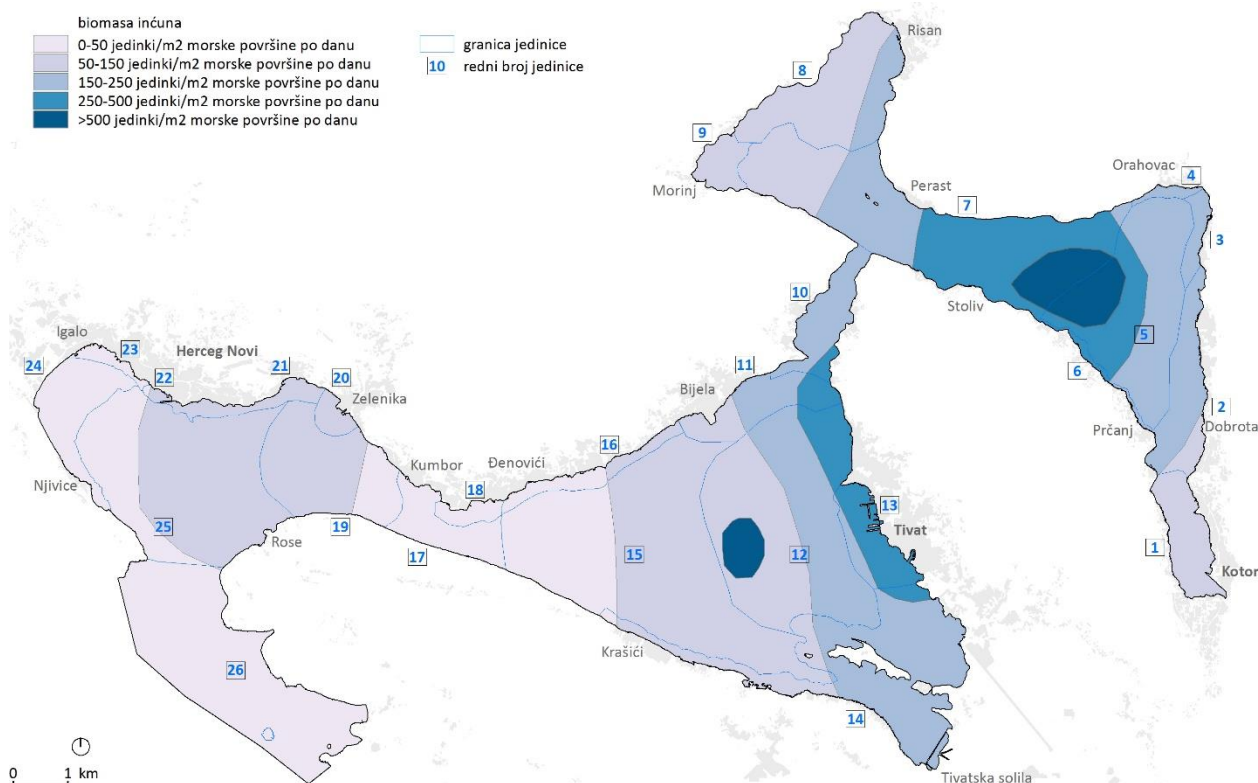 biomasa inćuna
0-50 jedinki/m2 morske površine po danu
50-150 jedinki/m2 morske površine po danu
150-250 jedinki/m2 morske površine po danu
250-500 jedinki/m2 morske površine po danu
>500 jedinki/m2 morske površine po danu
granica jedinice
10 redni broj jedinice
Risan
8
9
Morinj
Orahovac
4
Perast
7
3
10
Stoliv
5
6
Igalo
23
Herceg Novi
24
22
21
20
Zelenika
11
Bijela
2
Prčanj
Dobrota
16
Kumbor
Đenovići
18
Njivice
25
Rose
19
17
15
12
13
Tivat
1
Kotor
Krašići
26
14
Tivatska solila
0 1 km